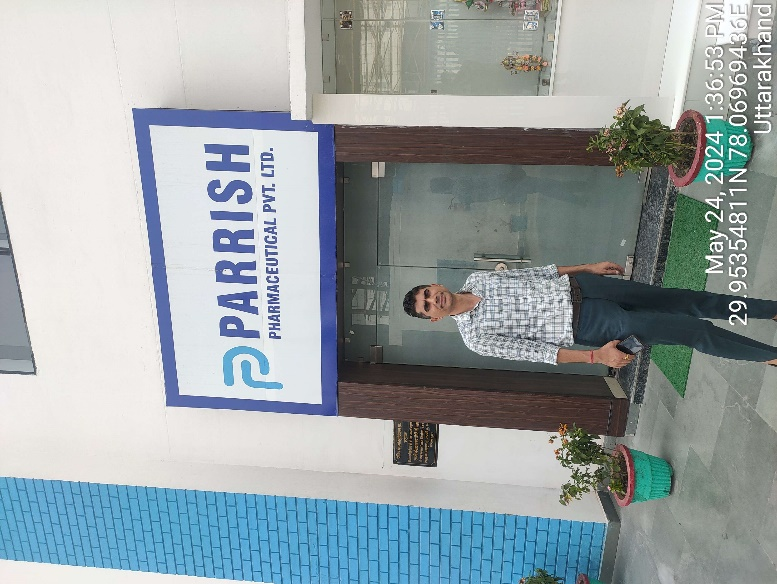 PARRISH
PHARMACEUTICAL PVT. LTD.
May 24, 2024 1:36:53 PM
29.95354811N 78.06969436E
Uttarakhand